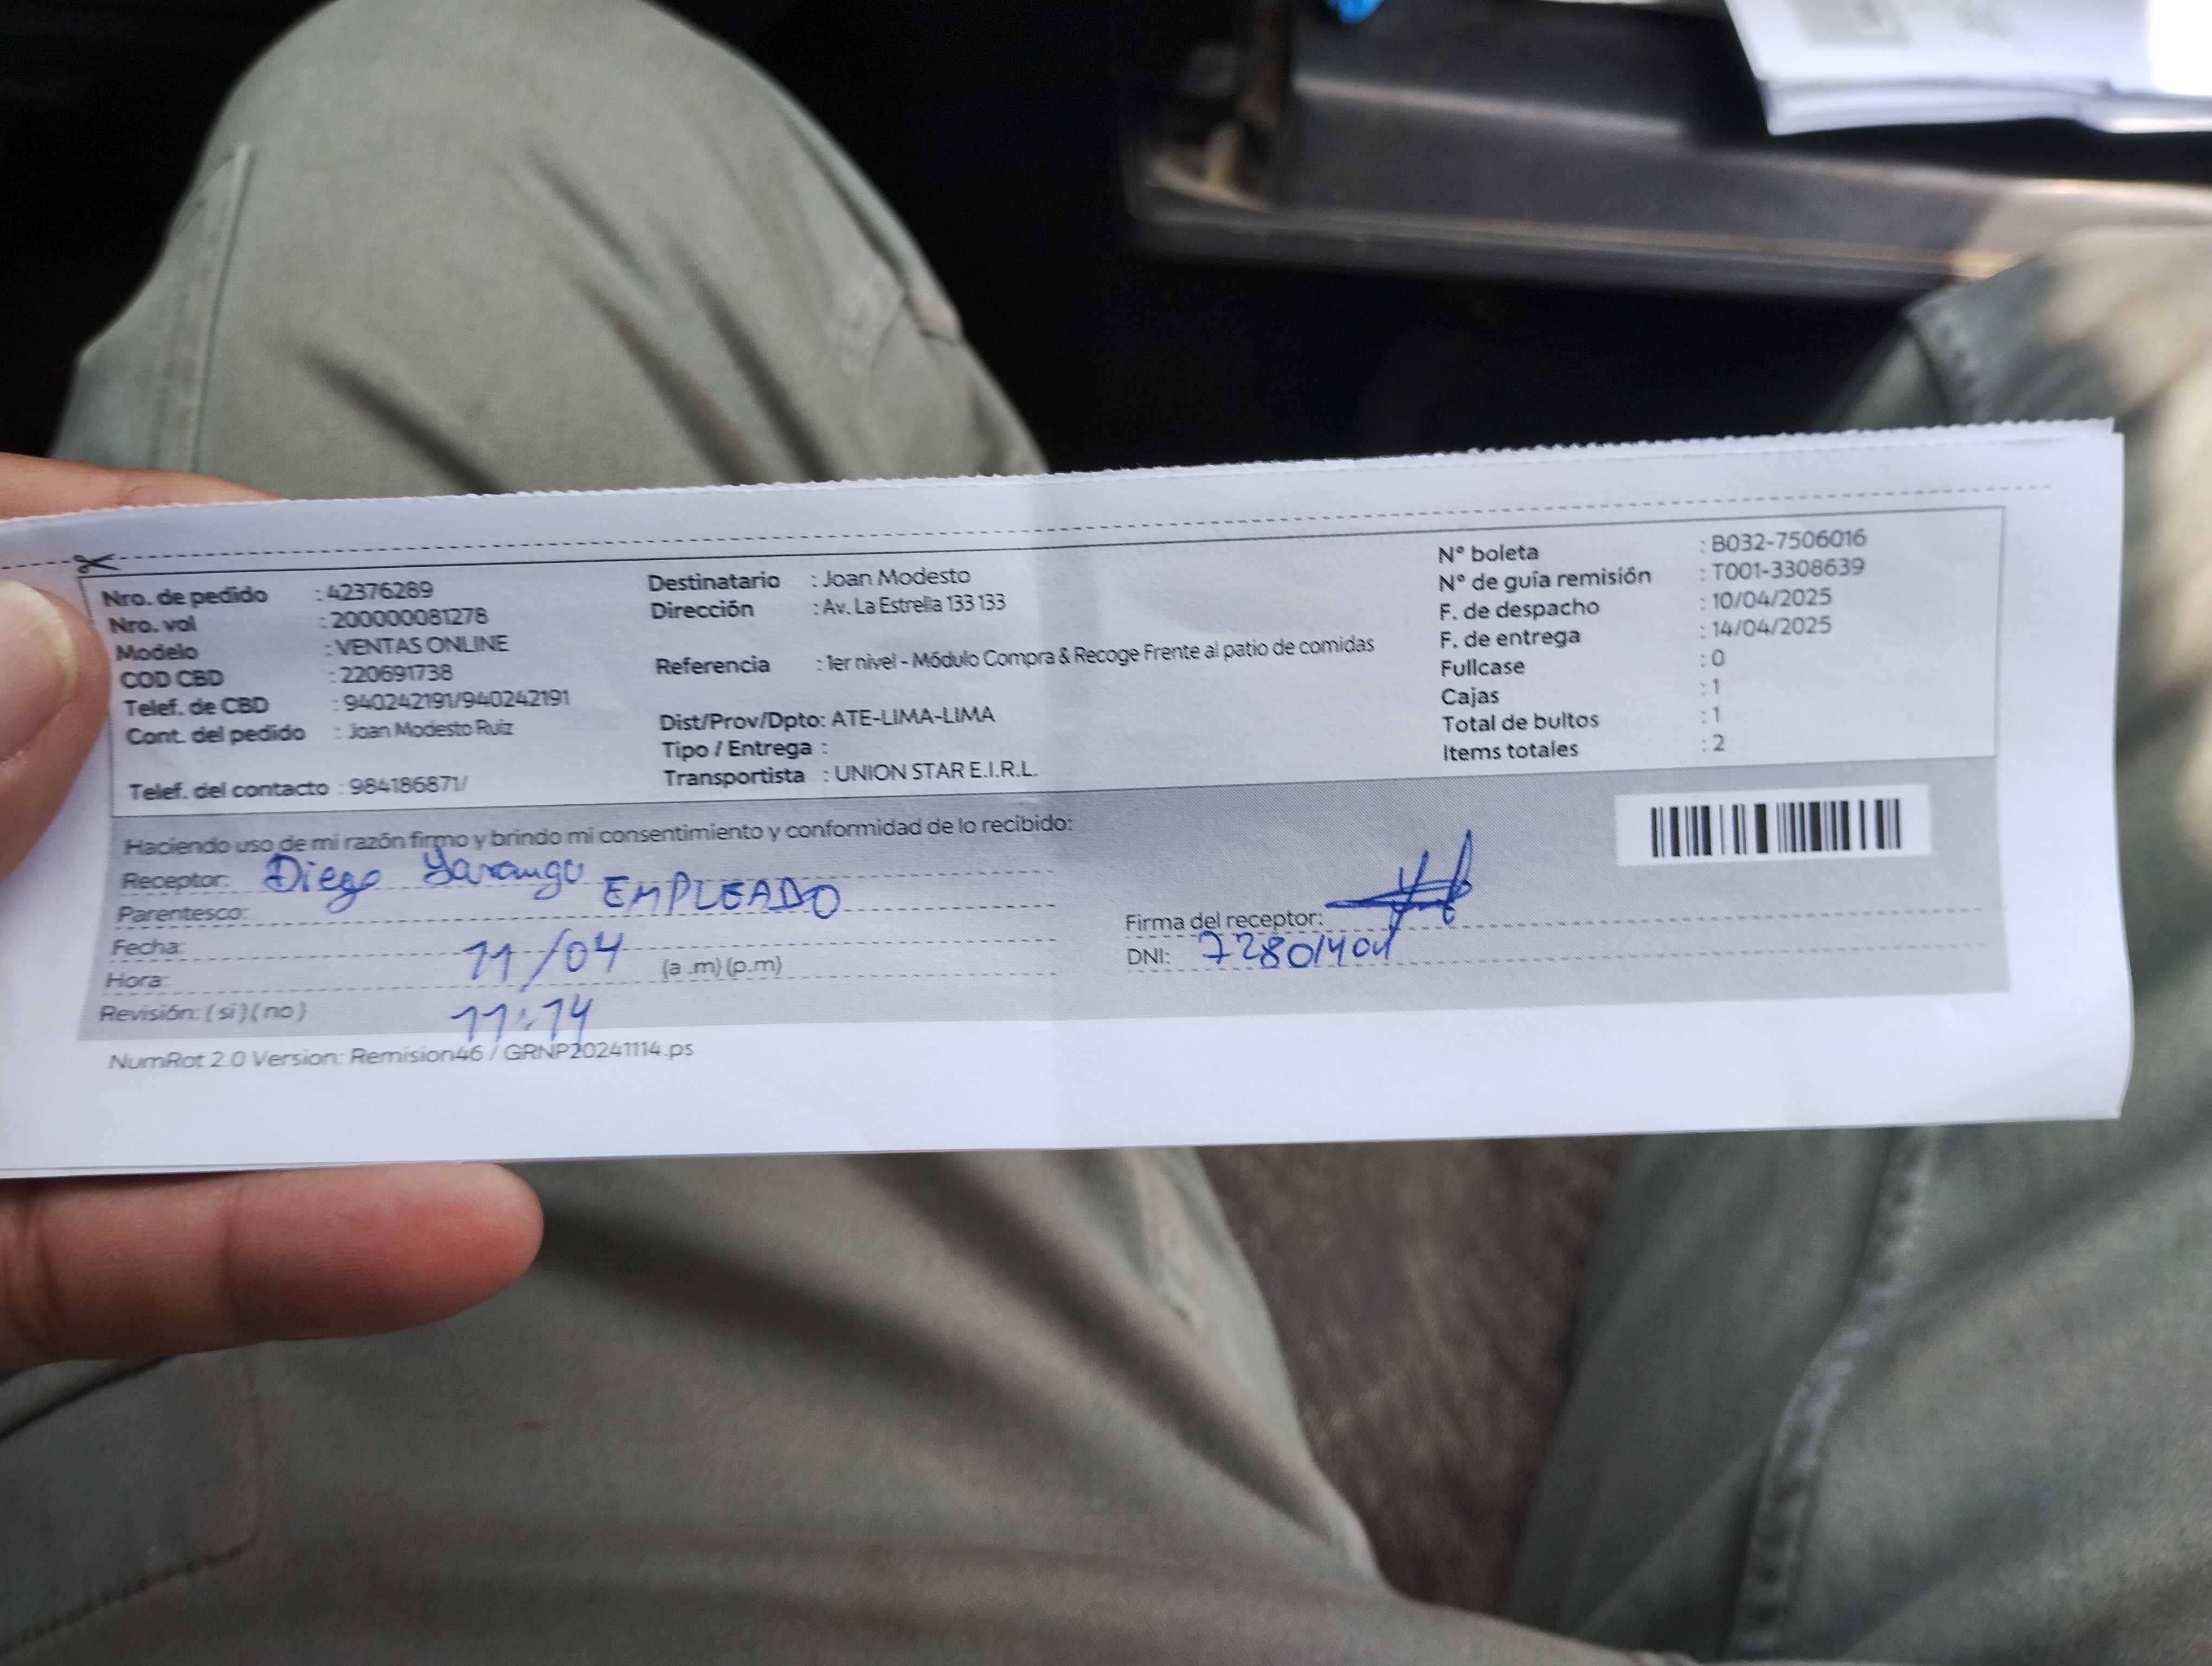 Nro. de pedido : 42376289
Nro. vol : 200000081278
Modelo : VENTAS ONLINE
COD CBD : 220691738
Telef. de CBD : 940242191/940242191
Cont. del pedido : Joan Modesto Ruiz
Telef. del contacto : 984186871/
Destinatario : Joan Modesto
Dirección : Av. La Estrella 133 133
Referencia : 1er nivel - Módulo Compra & Recoge Frente al patio de comidas
Dist/Prov/Dpto: ATE-LIMA-LIMA
Tipo / Entrega :
Transportista : UNION STAR E.I.R.L.
N° boleta : B032-7506016
N° de guía remisión : T001-3308639
F. de despacho : 10/04/2025
F. de entrega : 14/04/2025
Fullcase : 0
Cajas : 1
Total de bultos : 1
Items totales : 2
Haciendo uso de mi razón firmo y brindo mi consentimiento y conformidad de lo recibido:
Receptor: Diego
Parentesco: EMPLEADO
Fecha: 11/04
Hora: (a.m)(p.m)
Revisión: (si)(no) 11:14
Firma del receptor:
DNI: 72801404
NumRot 2.0 Version: Remision46 / GRNP20241114.ps